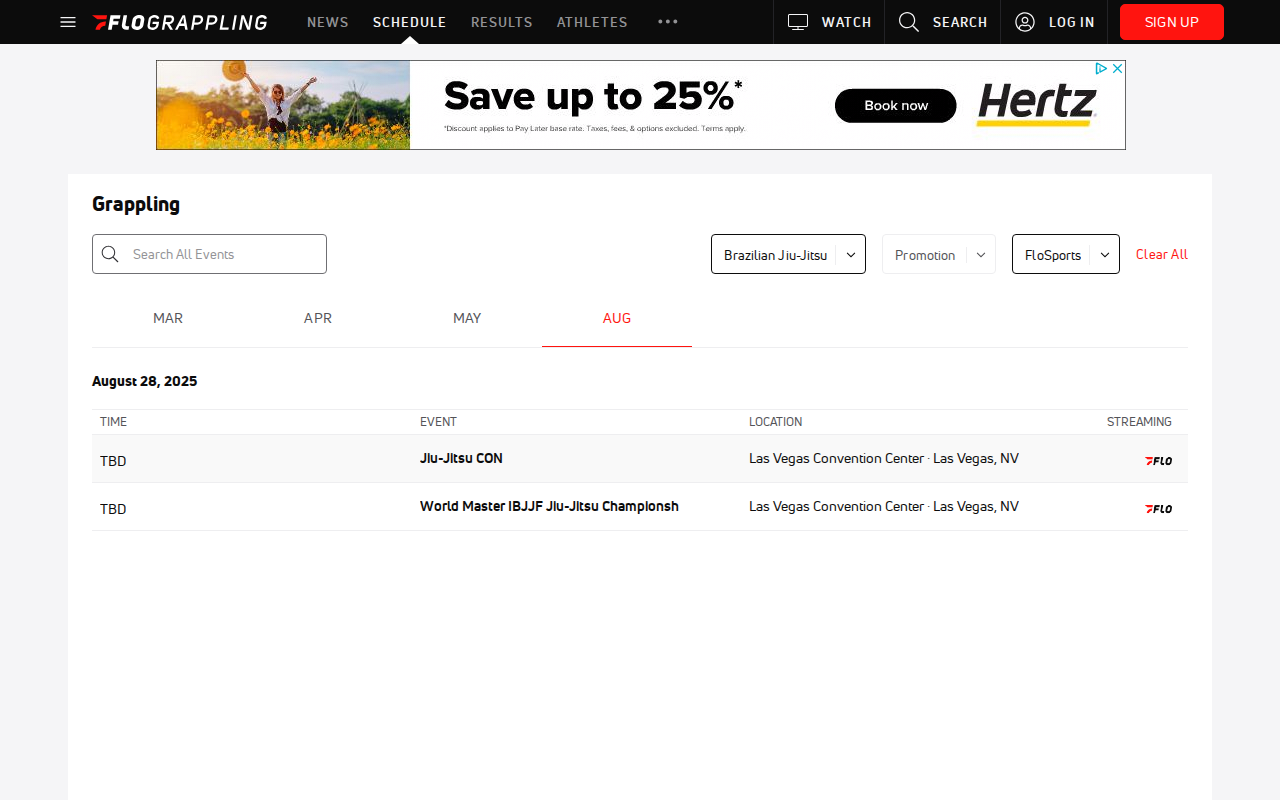 FLOGRAPPLING NEWS SCHEDULE RESULTS ATHLETES WATCH SEARCH LOG IN SIGN UP
Save up to 25%*
*Discount applies to Pay Later base rate. Taxes, fees, & options excluded. Terms apply.
Book now
Hertz
Grappling
Search All Events Brazilian Jiu-Jitsu Promotion FloSports Clear All
MAR APR MAY AUG
August 28, 2025
TIME EVENT LOCATION STREAMING
TBD Jiu-Jitsu CON Las Vegas Convention Center · Las Vegas, NV FLO
TBD World Master IBJJF Jiu-Jitsu Championsh Las Vegas Convention Center · Las Vegas, NV FLO